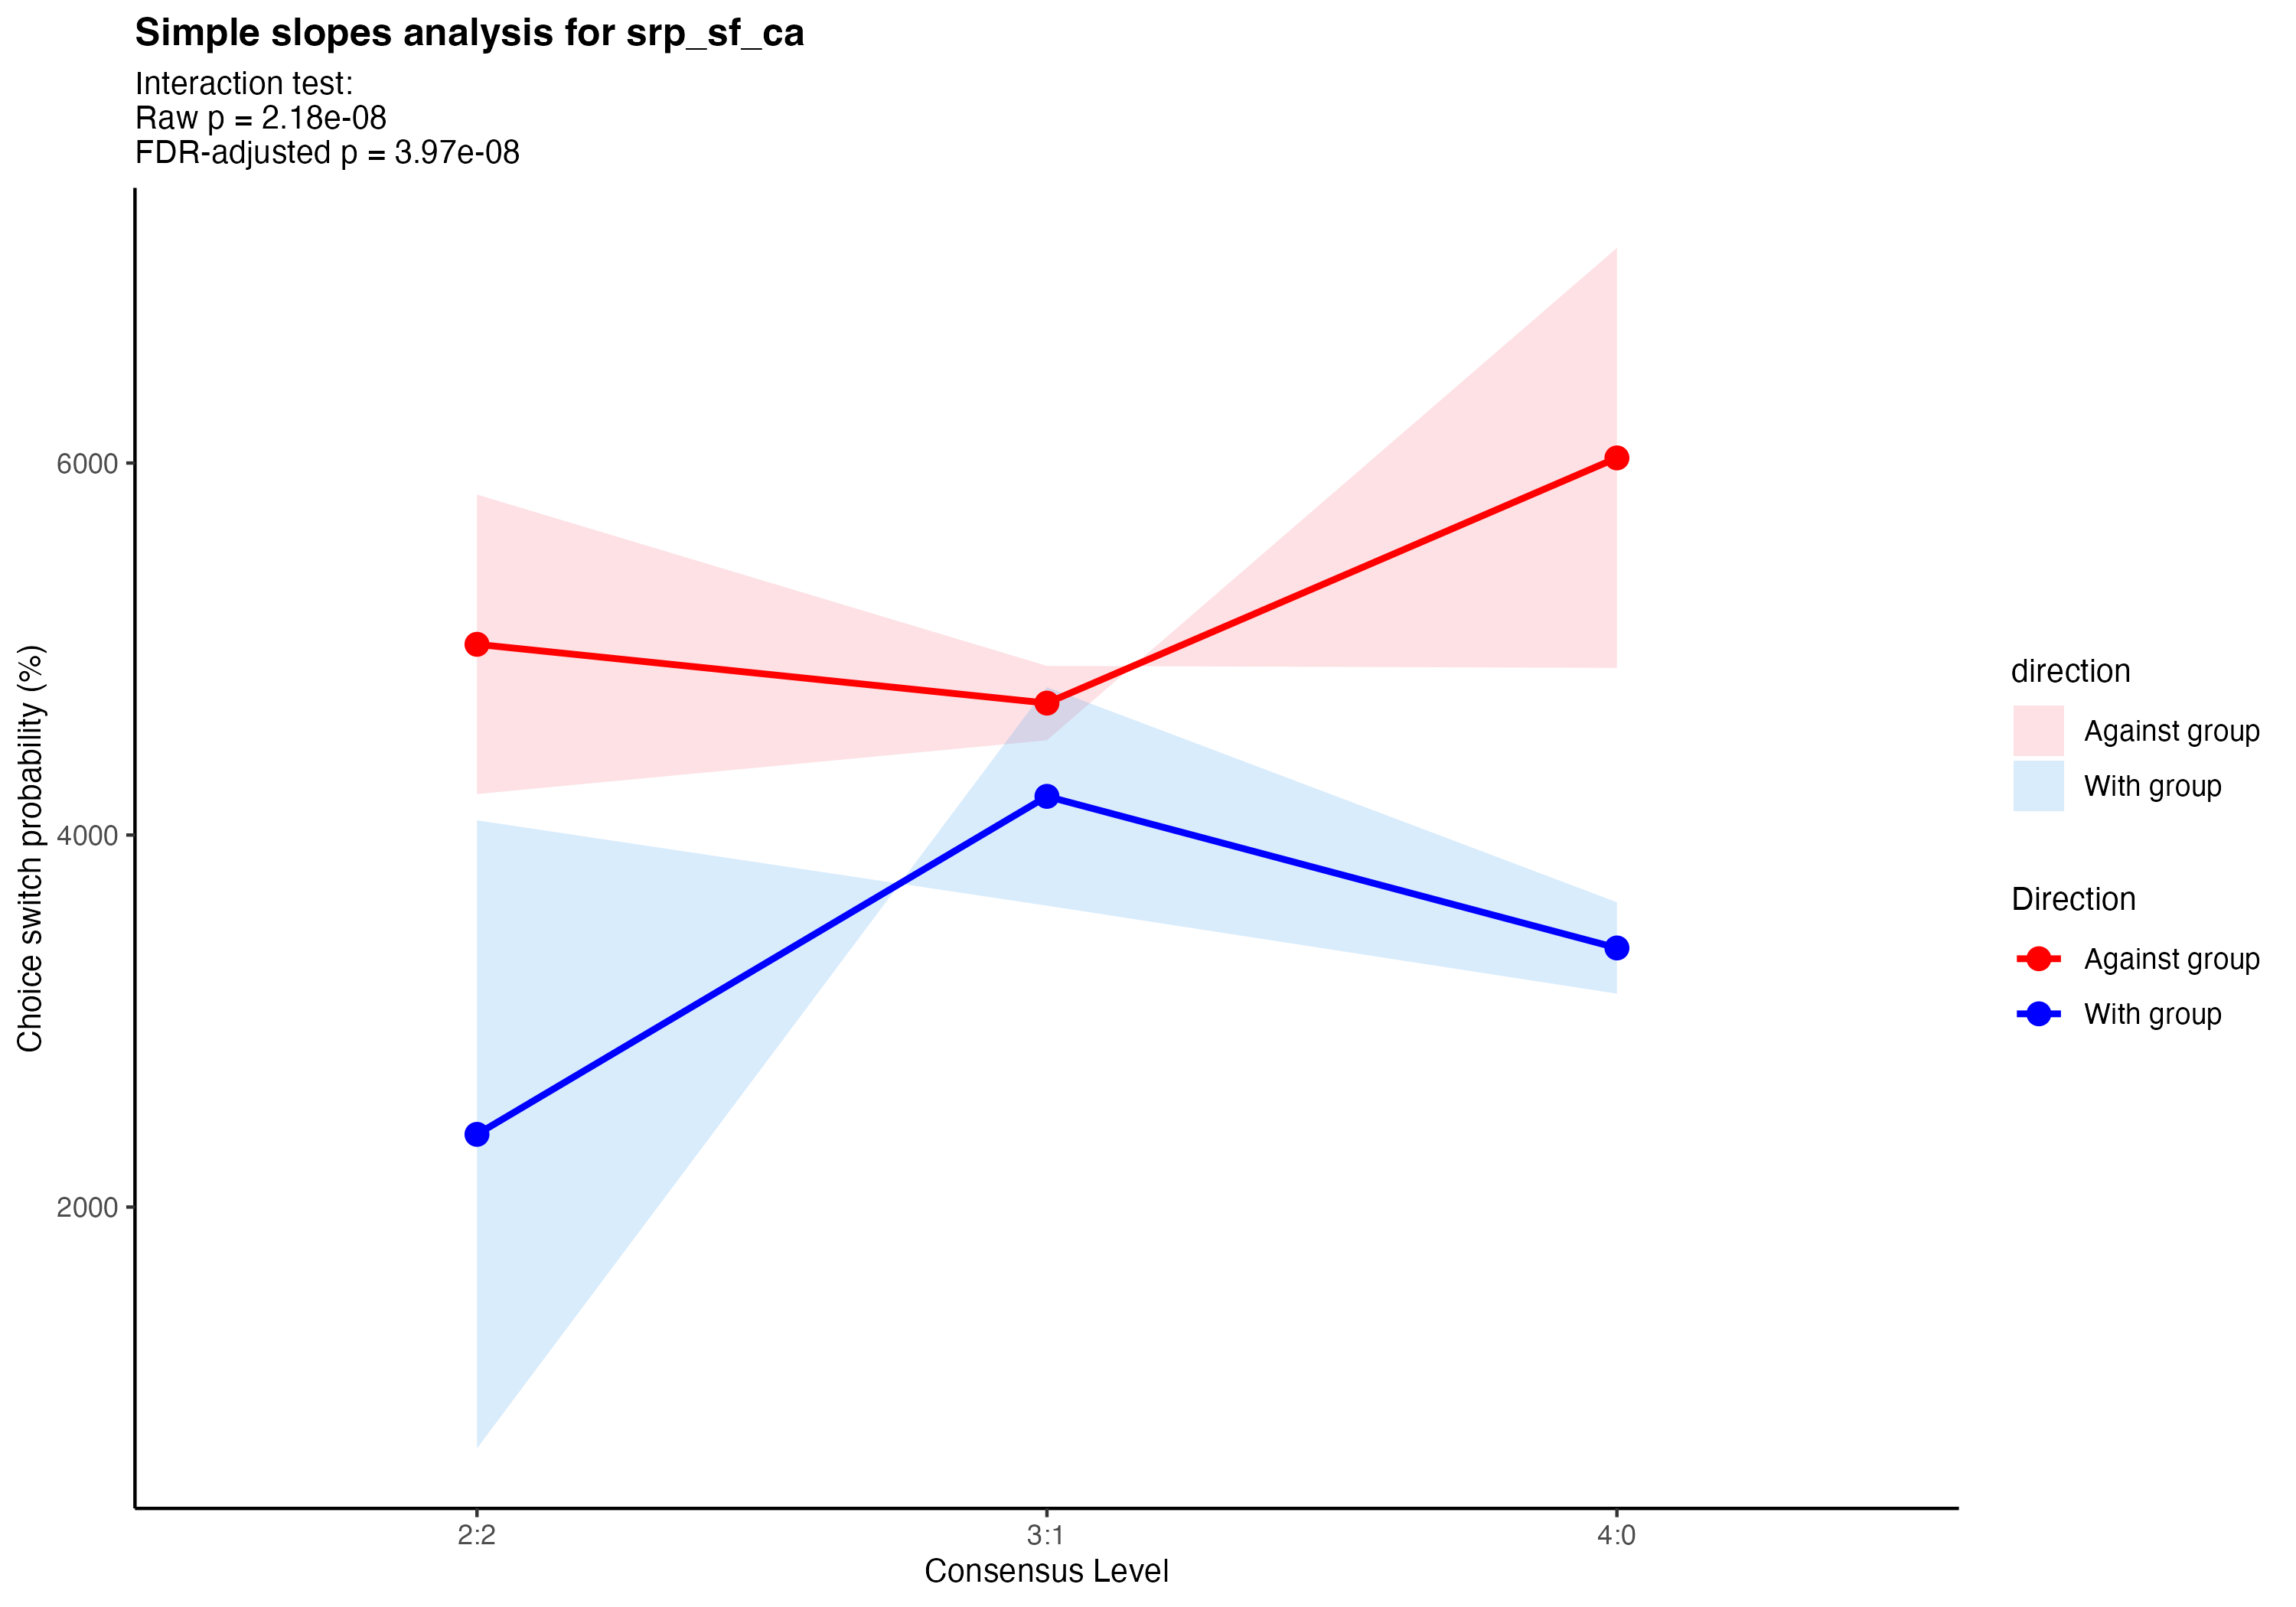 Simple slopes analysis for srp_sf_ca
Interaction test:
Raw p = 2.18e-08
FDR-adjusted p = 3.97e-08
Choice switch probability (%)
6000
4000
2000
2:2
3:1
4:0
Consensus Level
direction
Against group
With group
Direction
Against group
With group